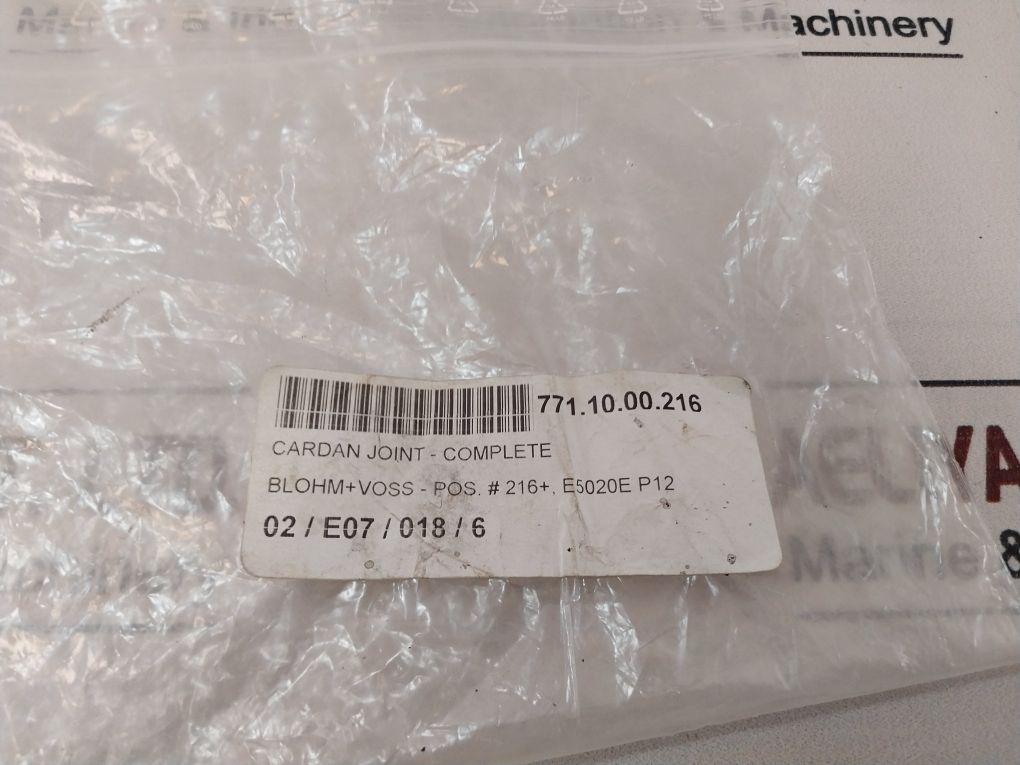 Machinery
771.10.00.216
CARDAN JOINT - COMPLETE
BLOHM+VOSS - POS. # 216+, E5020E P12
02 / E07 / 018 / 6
Marine &